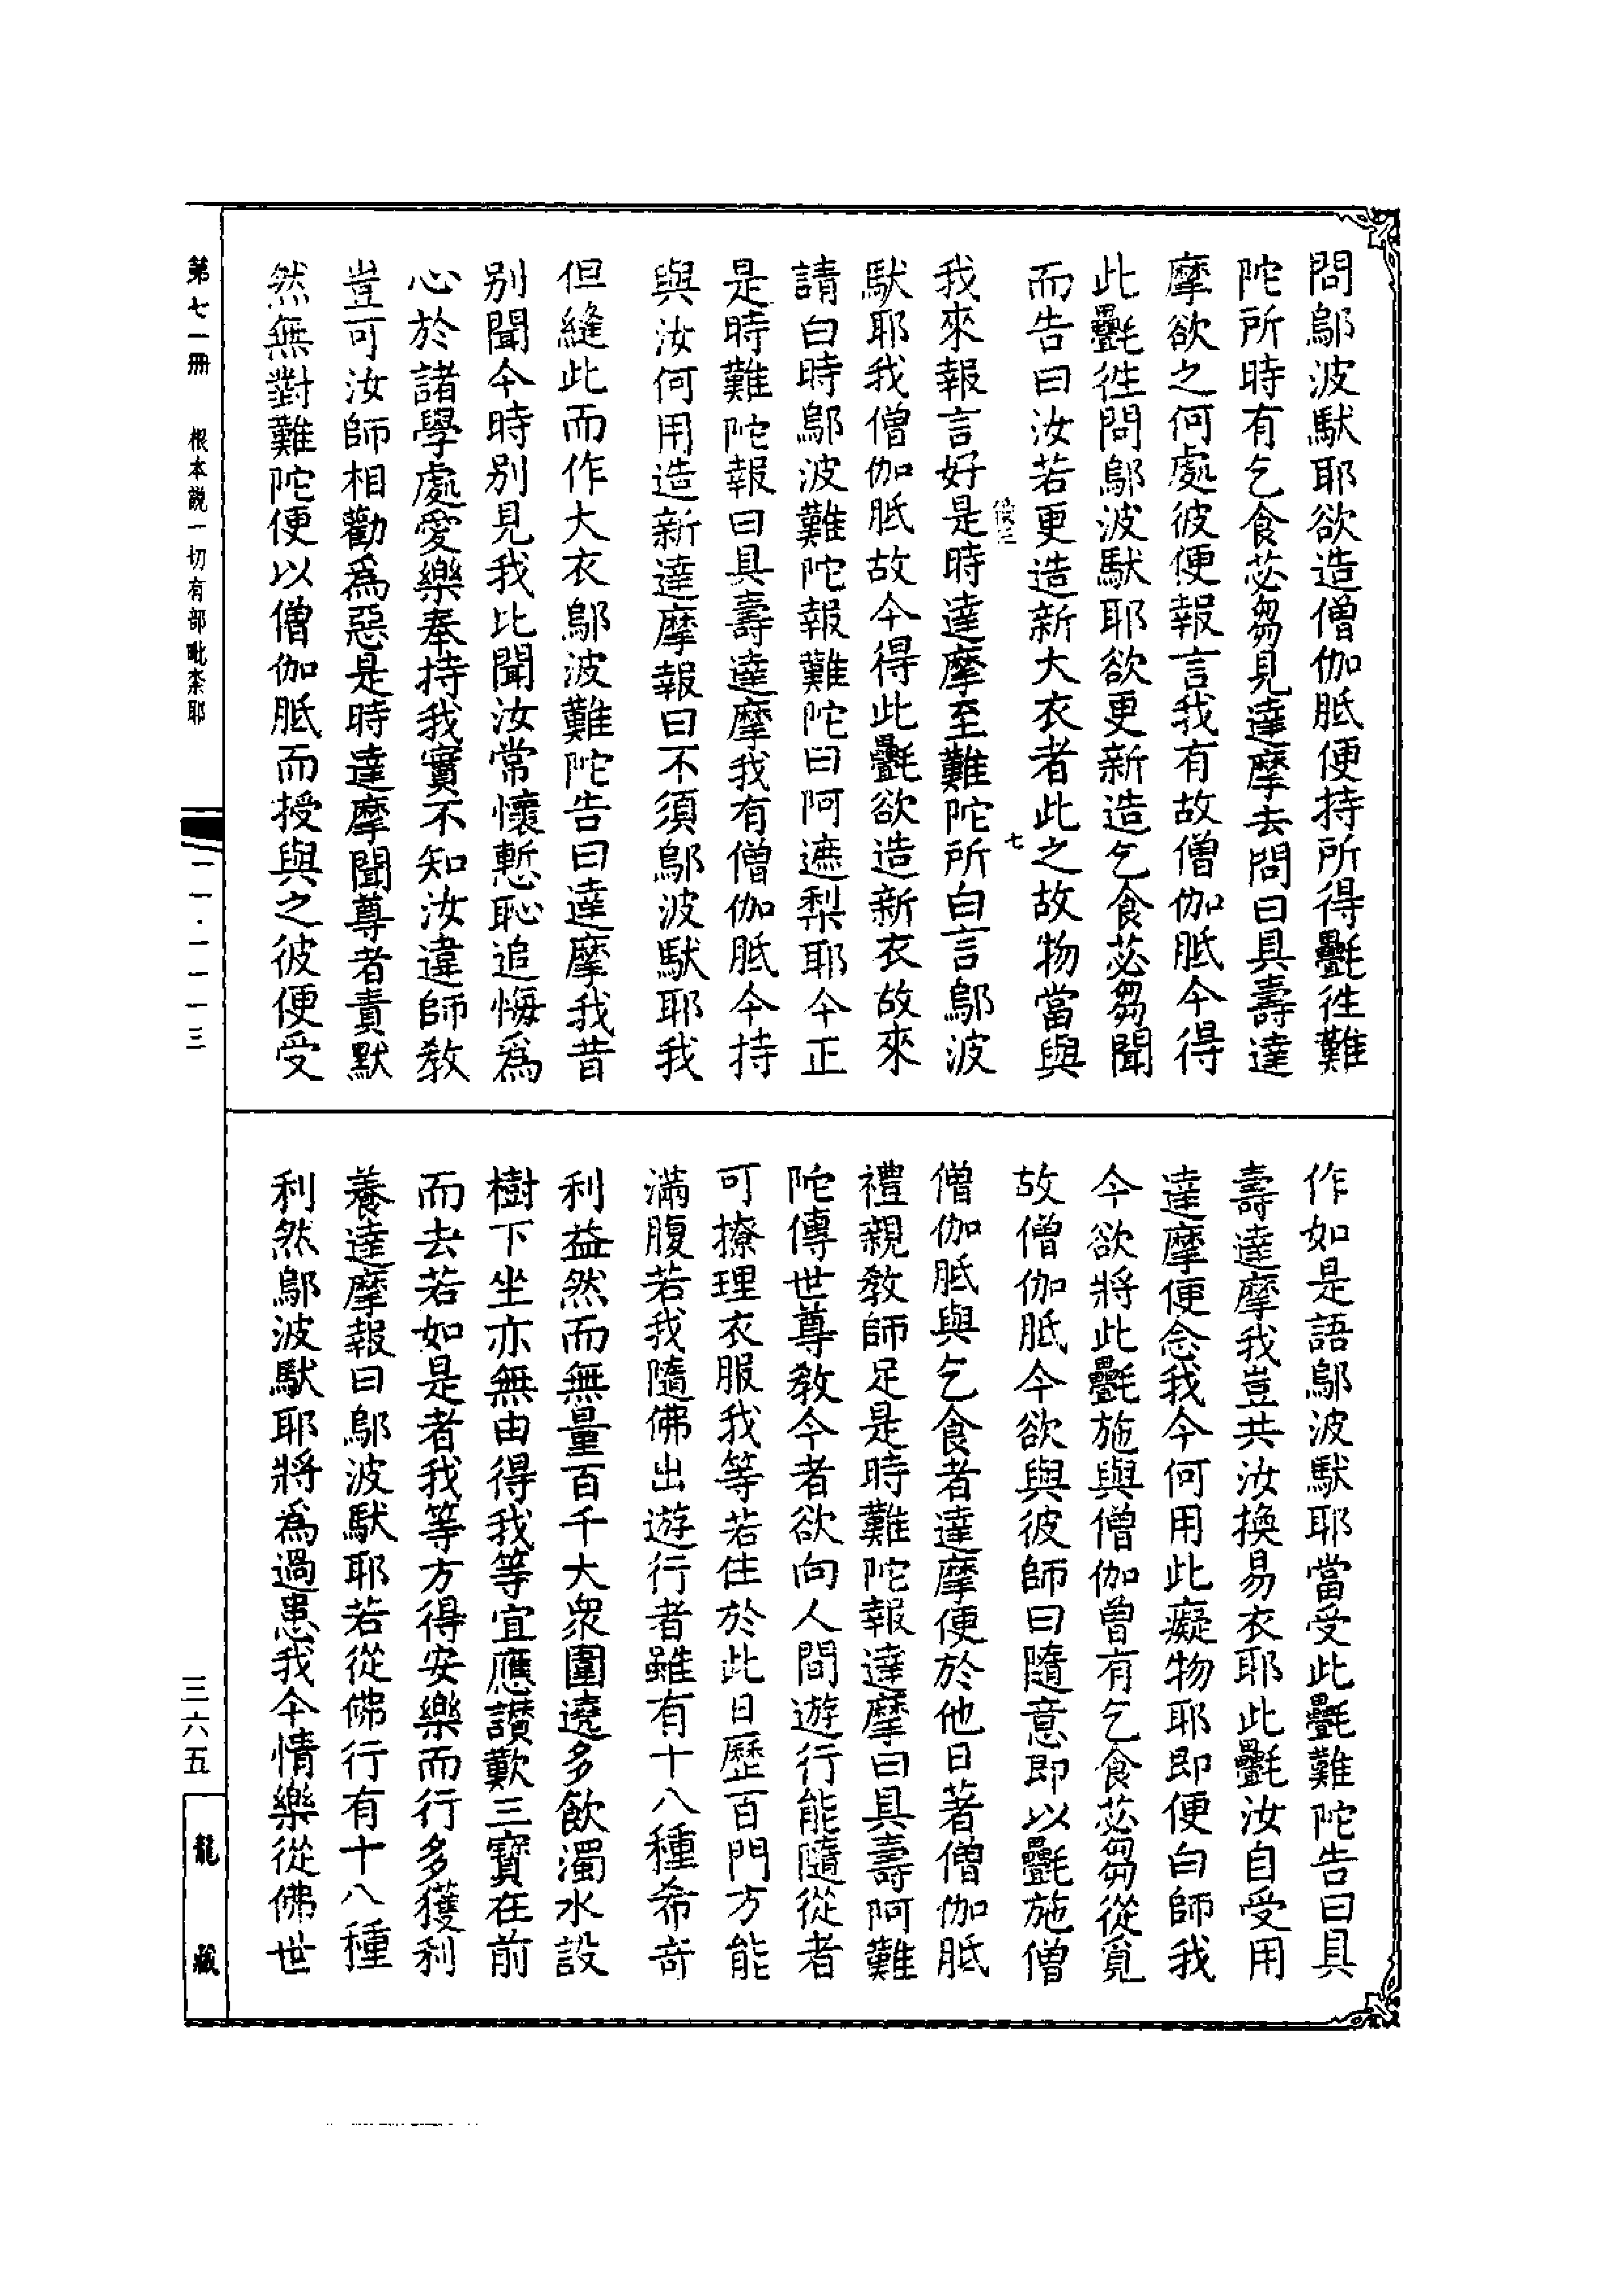 問鄔波馱耶欲造僧伽胝便持所得㲲徃難
陀所時有乞食苾芻見達摩去問曰具壽達
摩欲之何處彼便報言我有故僧伽胝今得
此㲲徃問鄔波馱耶欲更新造乞食苾芻聞
而告曰汝若更造新大衣者此之故物當與
七
我來報言好是時達摩至難陀所白言鄔波
馱耶我僧伽胝故今得此㲲欲造新衣故來
請白時鄔波難陀報難陀曰阿遮梨耶今正
是時難陀報曰具壽達摩我有僧伽胝今持
與汝何用造新達摩報曰不須鄔波馱耶我
但縫此而作大衣鄔波難陀告曰達摩我昔
别聞今時别見我比聞汝常懷慙恥追悔爲
心於諸學處愛樂奉持我實不知汝違師教
豈可汝師相勸爲惡是時達摩聞尊者責默
然無對難陀便以僧伽胝而授與之彼便受
作如是語鄔波馱耶當受此㲲難陀告曰具
壽達摩我豈共汝換易衣耶此㲲汝自受用
達摩便念我今何用此癡物耶即便白師我
今欲將此㲲施與僧伽曾有乞食苾芻從覓
故僧伽胝今欲與彼師曰隨意即以㲲施僧
僧伽胝與乞食者達摩便於他日著僧伽胝
禮親教師足是時難陀報達摩曰具壽阿難
陀傳世尊教今者欲向人間遊行能隨從者
可撩理衣服我等若住於此日歷百門方能
滿腹若我隨佛出遊行者雖有十八種希奇
利益然而無量百千大衆圍遶多飲濁水設
樹下坐亦無由得我等宜應讃歎三寶在前
而去若如是者我等方得安樂而行多獲利
養達摩報曰鄔波馱耶若從佛行有十八種
利然鄔波馱耶將爲過患我今情樂從佛世
第七一冊　根本說一切有部毗柰耶
一一·一一一三
三六五
龍藏